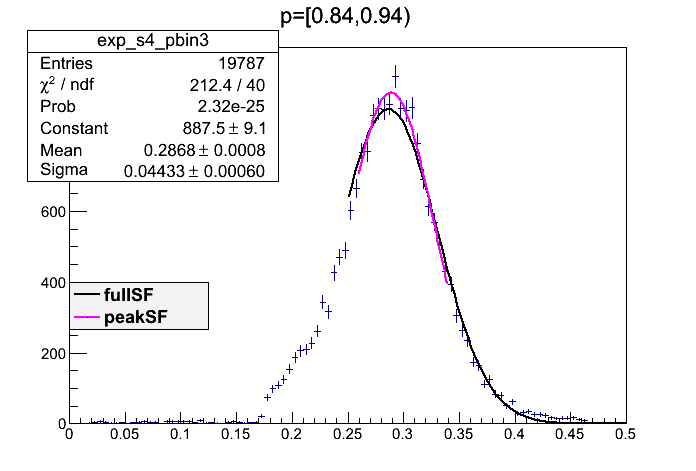 p=[0.84,0.94)
exp_s4_pbin3
Entries 19787
χ² / ndf 212.4 / 40
Prob 2.32e-25
Constant 887.5 ± 9.1
Mean 0.2868 ± 0.0008
Sigma 0.04433 ± 0.00060
600
400
fullSF
peakSF
200
0
0 0.05 0.1 0.15 0.2 0.25 0.3 0.35 0.4 0.45 0.5